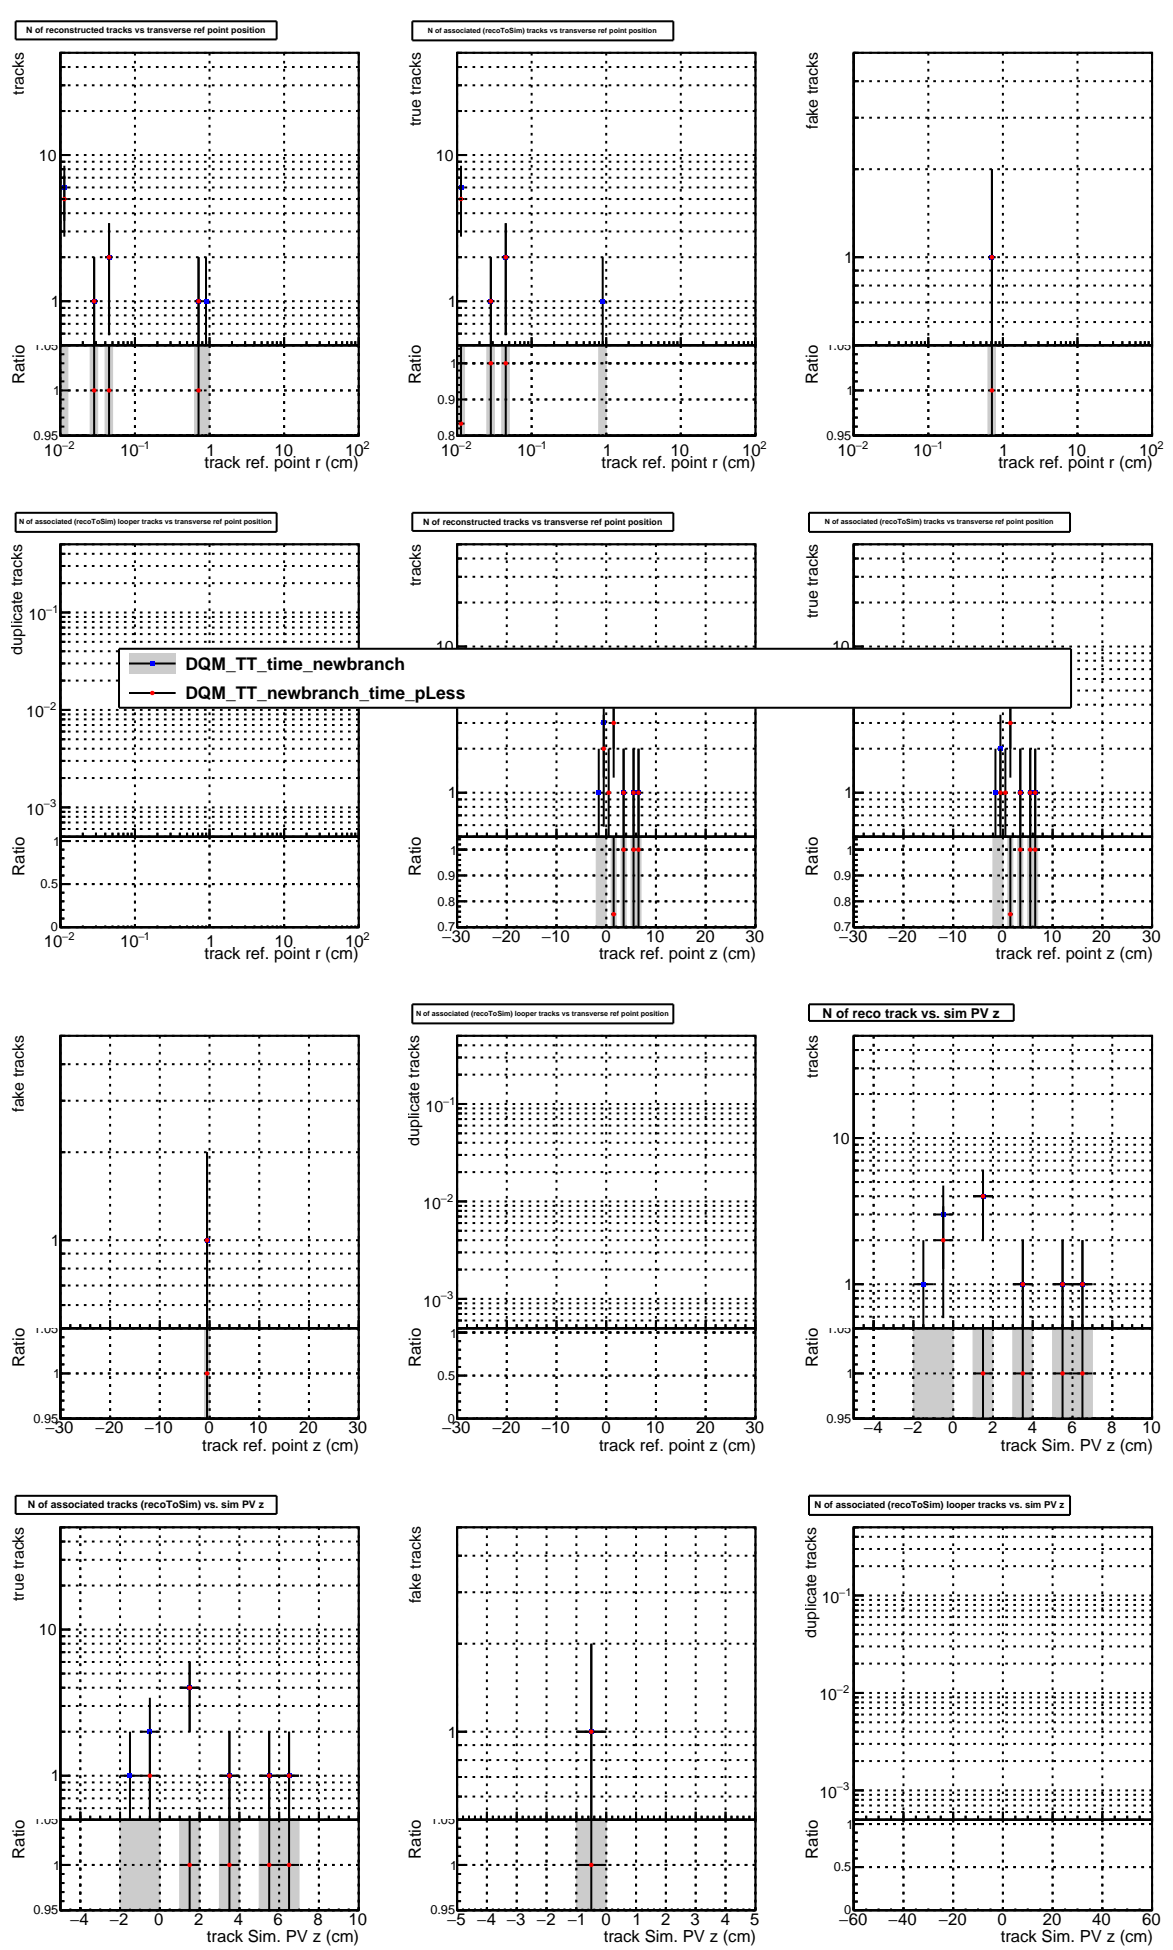 N of reconstructed tracks vs transverse ref point position
tracks
10
1
Ratio
1.05
1
0.95
10−2 10−1 1 10 102
track ref. point r (cm)
N of associated (recoToSim) tracks vs transverse ref point position
true tracks
10
1
Ratio
1
0.9
0.8
10−2 10−1 1 10 102
track ref. point r (cm)
fake tracks
1
Ratio
1.05
1
0.95
10−2 10−1 1 10 102
track ref. point r (cm)
N of associated (recoToSim) looper tracks vs transverse ref point position
duplicate tracks
10−1
10−2
10−3
Ratio
1
0.5
0
10−2 10−1 1 10 102
track ref. point r (cm)
N of reconstructed tracks vs transverse ref point position
tracks
10
1
Ratio
1
0.9
0.8
0.7
−30 −20 −10 0 10 20 30
track ref. point z (cm)
N of associated (recoToSim) tracks vs transverse ref point position
true tracks
10
1
Ratio
1
0.9
0.8
0.7
−30 −20 −10 0 10 20 30
track ref. point z (cm)
DQM_TT_time_newbranch
DQM_TT_newbranch_time_pLess
fake tracks
1
Ratio
1.05
1
0.95
−30 −20 −10 0 10 20 30
track ref. point z (cm)
N of associated (recoToSim) looper tracks vs transverse ref point position
duplicate tracks
10−1
10−2
10−3
Ratio
1
0.5
0
−30 −20 −10 0 10 20 30
track ref. point z (cm)
N of reco track vs. sim PV z
tracks
10
1
Ratio
1.05
1
0.95
−4 −2 0 2 4 6 8 10
track Sim. PV z (cm)
N of associated tracks (recoToSim) vs. sim PV z
true tracks
10
1
Ratio
1.05
1
0.95
−4 −2 0 2 4 6 8 10
track Sim. PV z (cm)
fake tracks
1
Ratio
1.05
1
0.95
−5 −4 −3 −2 −1 0 1 2 3 4 5
track Sim. PV z (cm)
N of associated (recoToSim) looper tracks vs. sim PV z
duplicate tracks
10−1
10−2
10−3
Ratio
1
0.5
0
−60 −40 −20 0 20 40 60
track Sim. PV z (cm)